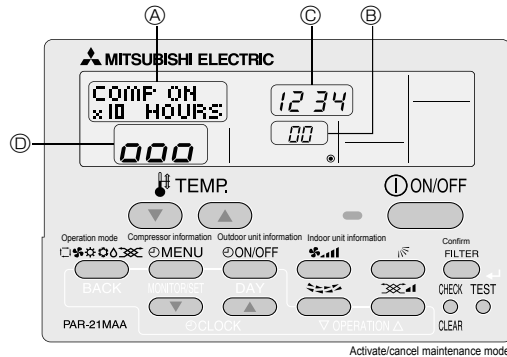 Ⓐ Ⓒ Ⓑ
MITSUBISHI ELECTRIC
COMP ON
x10 HOURS
1234
00
Ⓓ
000
TEMP.
ON/OFF
Operation mode Compressor information Outdoor unit information Indoor unit information Confirm
MENU ON/OFF FILTER
BACK MONITOR/SET DAY
CHECK TEST
PAR-21MAA
CLOCK
▽ OPERATION △
CLEAR
Activate/cancel maintenance mode